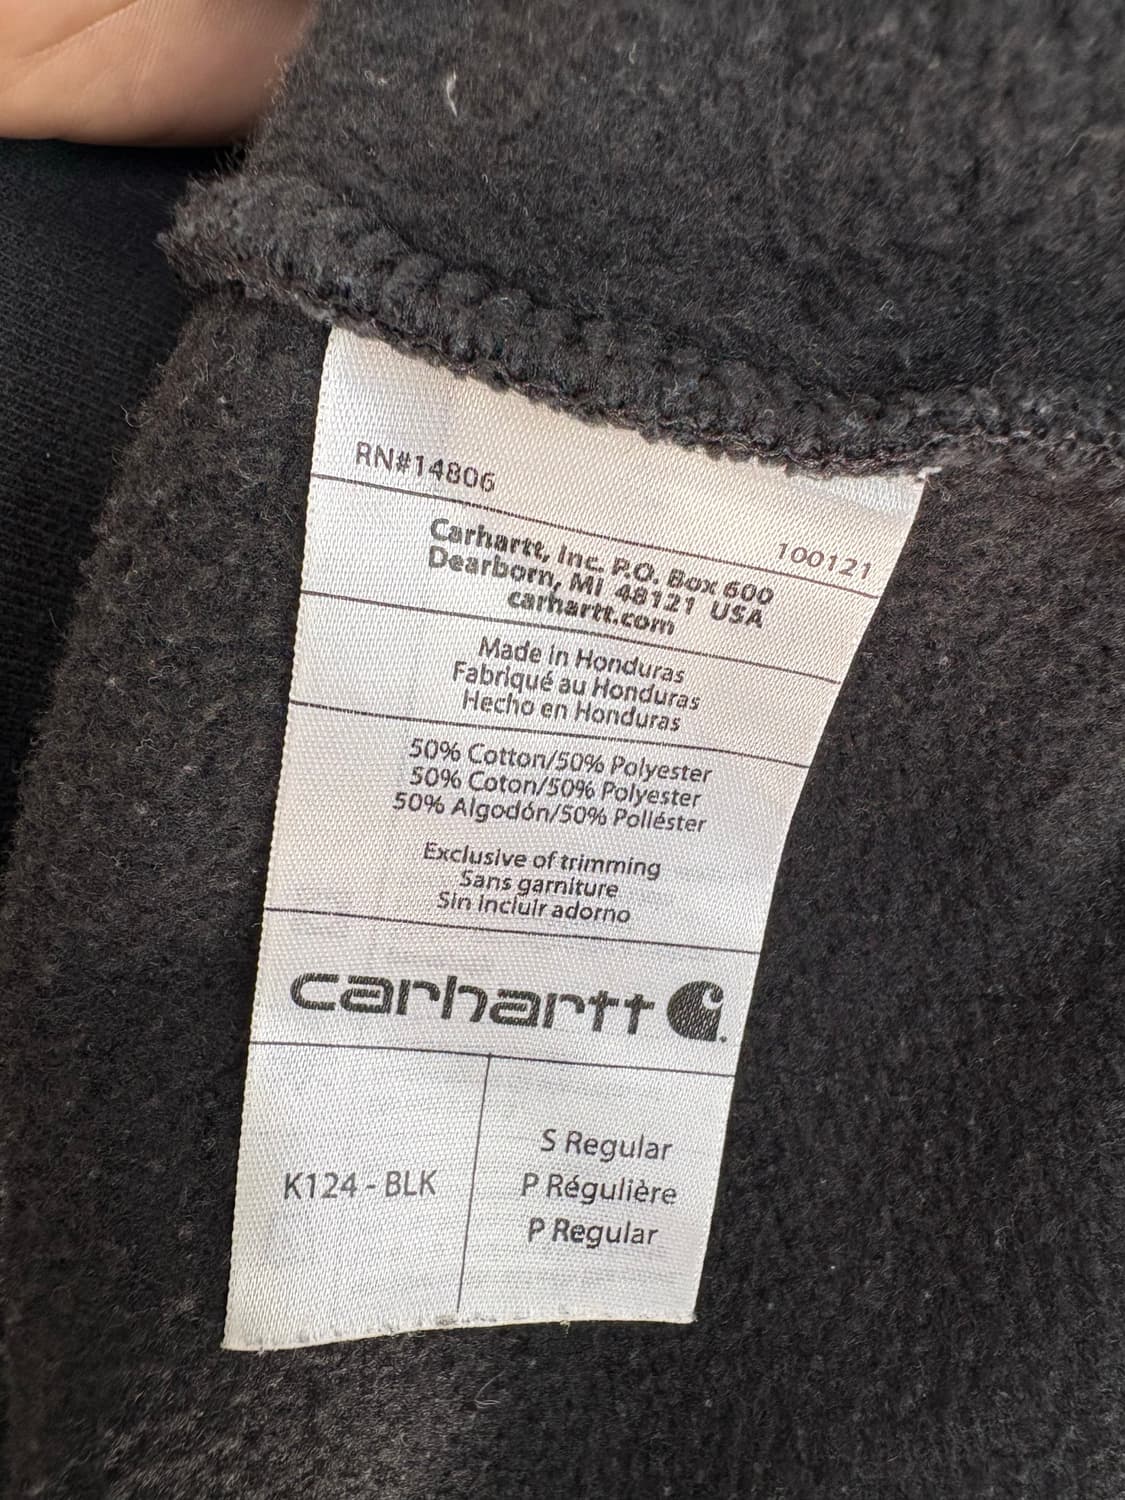 RN#14806
100121
Carhartt, Inc. P.O. Box 600
Dearborn, MI 48121 USA
carhartt.com
Made in Honduras
Fabriqué au Honduras
Hecho en Honduras
50% Cotton/50% Polyester
50% Coton/50% Polyester
50% Algodón/50% Poliéster
Exclusive of trimming
Sans garniture
Sin incluir adorno
carhartt
K124 - BLK
S Regular
P Régulière
P Regular